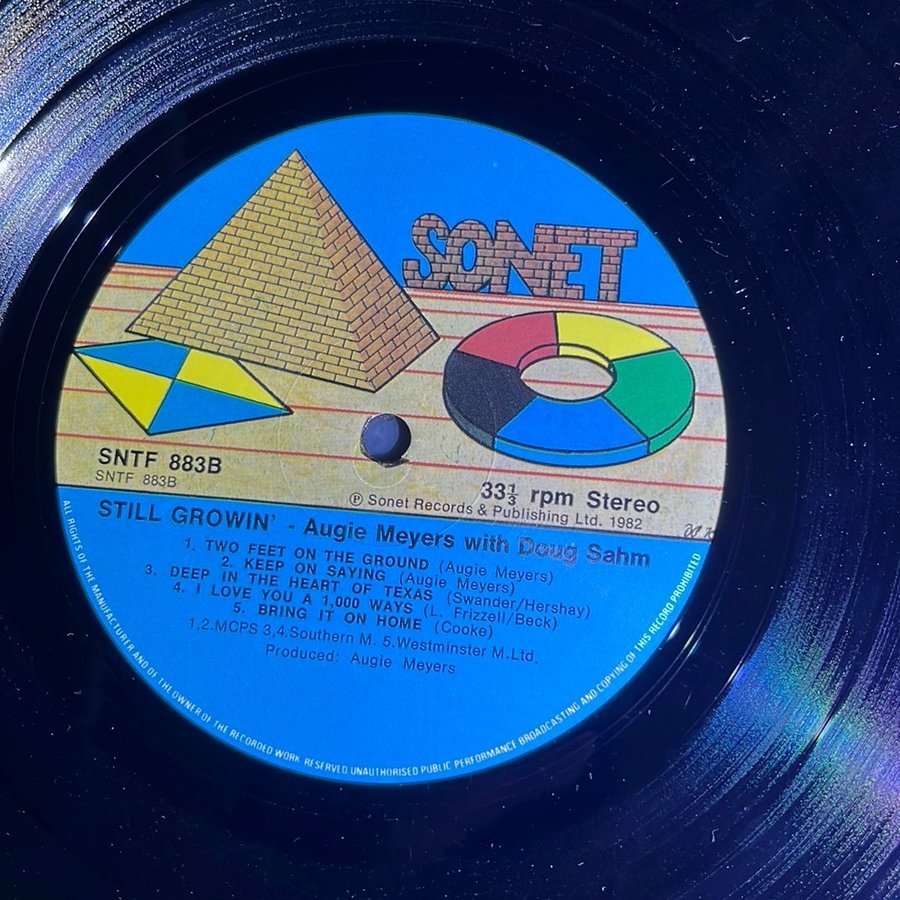 SONET
SNTF 883B
SNTF 883B
33⅓ rpm Stereo
℗ Sonet Records & Publishing Ltd. 1982
STILL GROWIN' - Augie Meyers with Doug Sahm
1. TWO FEET ON THE GROUND (Augie Meyers)
2. KEEP ON SAYING (Augie Meyers)
3. DEEP IN THE HEART OF TEXAS (Swander/Hershay)
4. I LOVE YOU A 1,000 WAYS (L. Frizzell/Beck)
5. BRING IT ON HOME (Cooke)
1,2.MCPS 3,4.Southern M. 5.Westminster M.Ltd.
Produced: Augie Meyers
ALL RIGHTS OF THE MANUFACTURER AND OF THE OWNER OF THE RECORDED WORK RESERVED UNAUTHORISED PUBLIC PERFORMANCE BROADCASTING AND COPYING OF THIS RECORD PROHIBITED